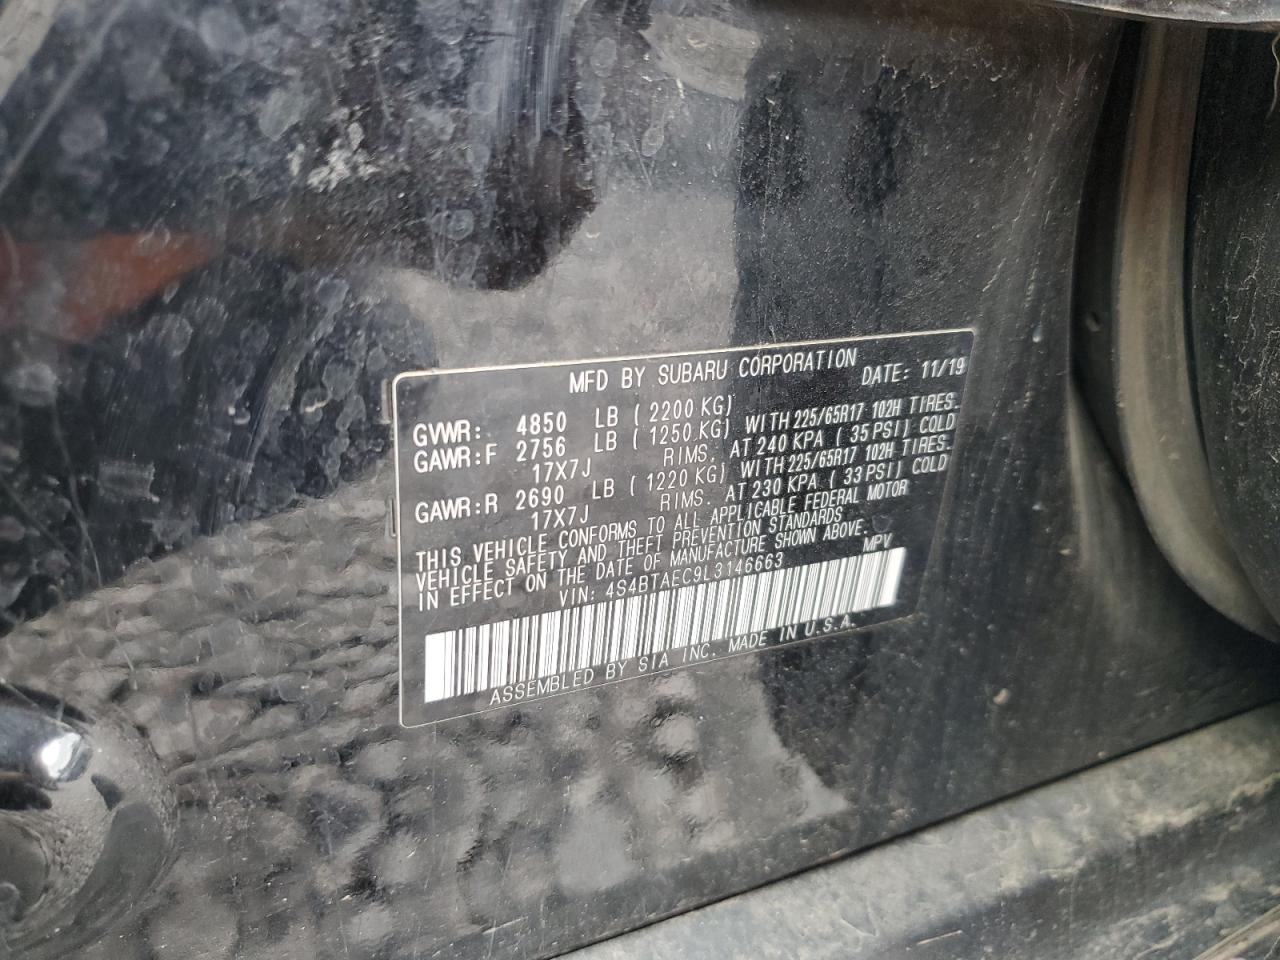 MFD BY SUBARU CORPORATION DATE: 11/19
GVWR: 4850 LB ( 2200 KG)
GAWR:F 2756 LB ( 1250 KG) WITH 225/65R17 102H TIRES.
17X7J RIMS. AT 240 KPA ( 35 PSI) COLD
GAWR:R 2690 LB ( 1220 KG) WITH 225/65R17 102H TIRES.
17X7J RIMS. AT 230 KPA ( 33 PSI) COLD
THIS VEHICLE CONFORMS TO ALL APPLICABLE FEDERAL MOTOR
VEHICLE SAFETY AND THEFT PREVENTION STANDARDS
IN EFFECT ON THE DATE OF MANUFACTURE SHOWN ABOVE.
VIN: 4S4BTAEC9L3146663 MPV
ASSEMBLED BY SIA INC. MADE IN U.S.A.